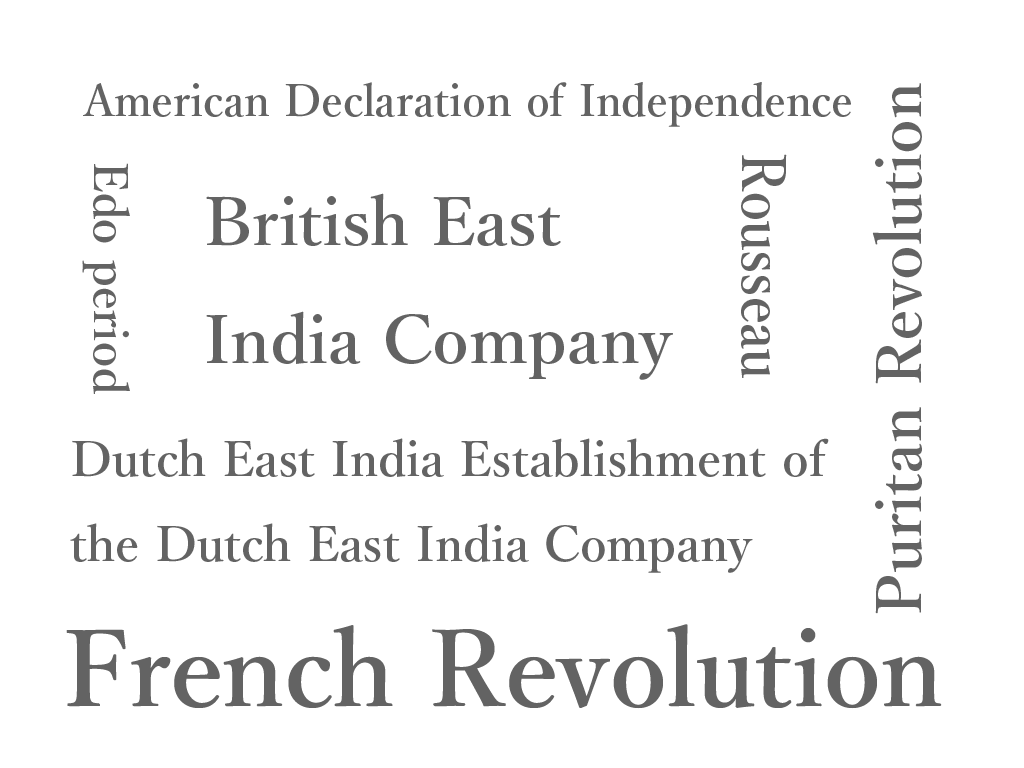 American Declaration of Independence
Edo period
British East
India Company
Rousseau
Puritan Revolution
Dutch East India Establishment of
the Dutch East India Company
French Revolution